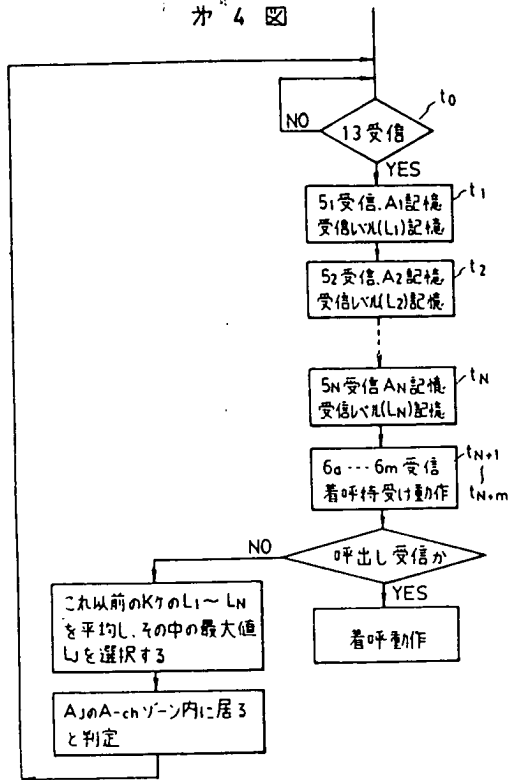 第 4 図
t0
13受信
NO
YES
51受信、A1記憶
受信レベル(L1)記憶
t1
52受信、A2記憶
受信レベル(L2)記憶
t2
5N受信 AN記憶
受信レベル(LN)記憶
tN
6a・・・6m 受信
着呼待受け動作
tN+1
〜
tN+m
呼出し受信か
NO
YES
これ以前のKケのL1〜LN
を平均し、その中の最大値
LJを選択する
着呼動作
AJのA-chゾーン内に居る
と判定